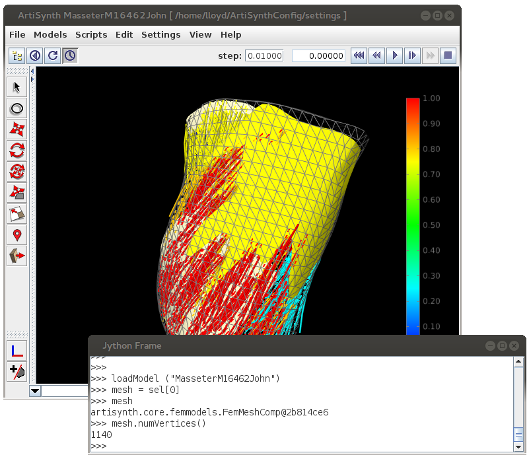 ArtiSynth MasseterM16462John [ /home/lloyd/ArtiSynthConfig/settings ]
File Models Scripts Edit Settings View Help
step: 0.01000 0.00000
1.00
0.90
0.80
0.70
0.60
0.50
0.40
0.30
0.20
0.10
Jython Frame
>>>
>>>
>>> loadModel ("MasseterM16462John")
>>> mesh = sel[0]
>>> mesh
artisynth.core.femmodels.FemMeshComp@2b814ce6
>>> mesh.numVertices()
1140
>>>